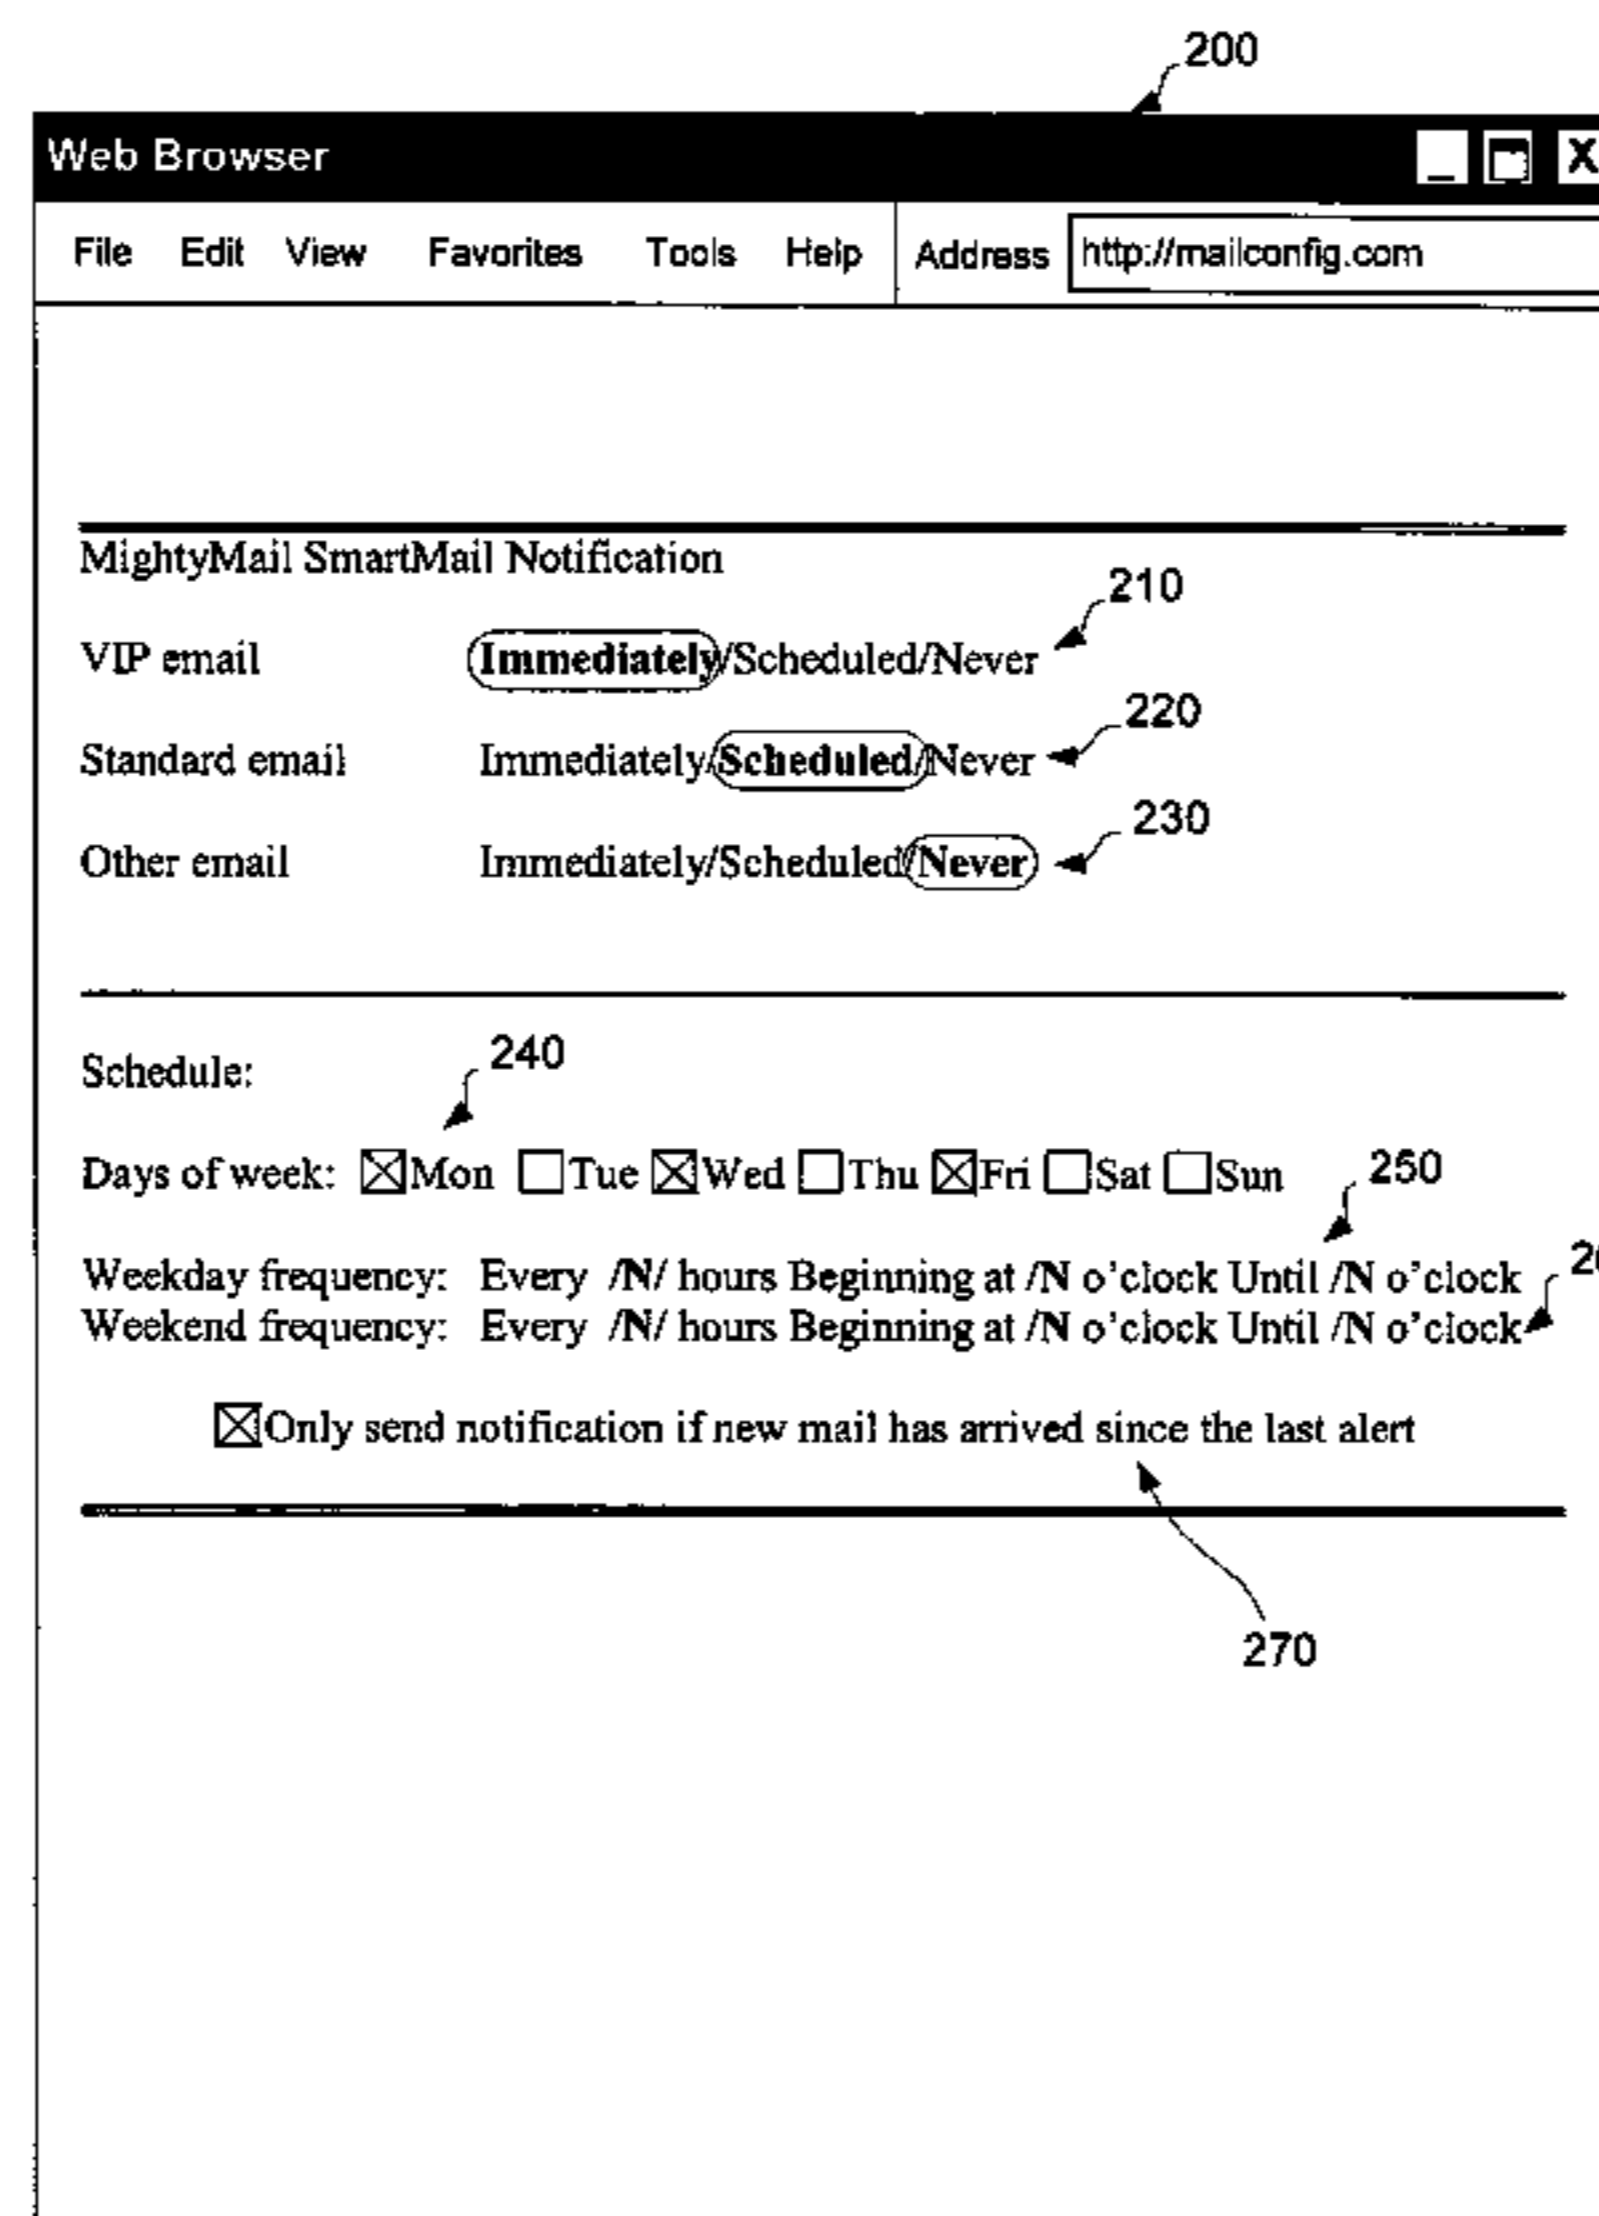 200
Web Browser
File Edit View Favorites Tools Help Address http://mailconfig.com
MightyMail SmartMail Notification
210
VIP email Immediately/Scheduled/Never
220
Standard email Immediately/Scheduled/Never
230
Other email Immediately/Scheduled/Never
240
Schedule:
Days of week: Mon Tue Wed Thu Fri Sat Sun
250
Weekday frequency: Every /N/ hours Beginning at /N o'clock Until /N o'clock
Weekend frequency: Every /N/ hours Beginning at /N o'clock Until /N o'clock
Only send notification if new mail has arrived since the last alert
270